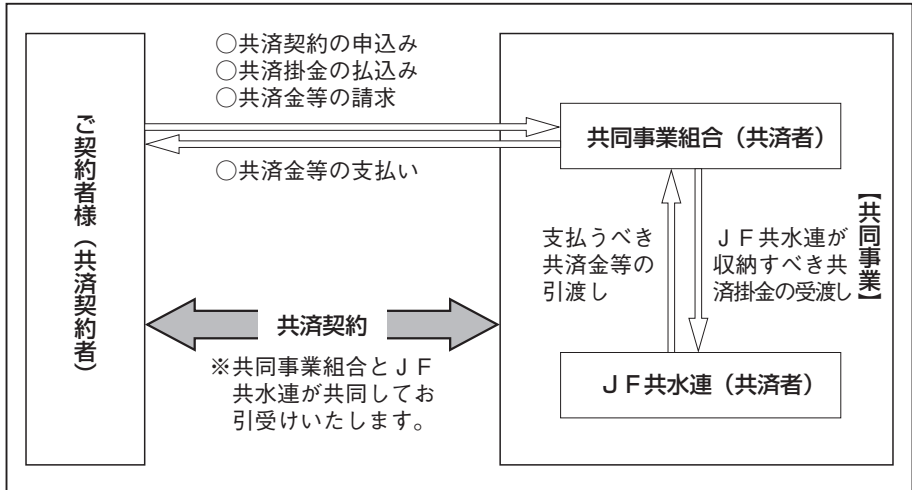 ○共済契約の申込み
○共済掛金の払込み
○共済金等の請求
ご契約者様（共済契約者）
共同事業組合（共済者）
○共済金等の支払い
【共同事業】
支払うべき
共済金等の
引渡し
ＪＦ共水連が
収納すべき共
済掛金の受渡し
共済契約
※共同事業組合とＪＦ
共水連が共同してお
引受けいたします。
ＪＦ共水連（共済者）